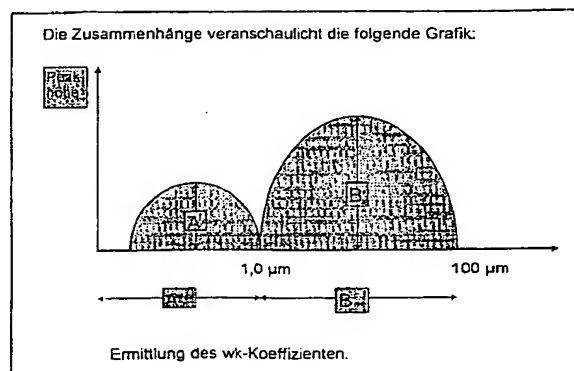 Die Zusammenhänge veranschaulicht die folgende Grafik:
Peak
höhe
A
B
1,0 µm
100 µm
Ermittlung des wk-Koeffizienten.